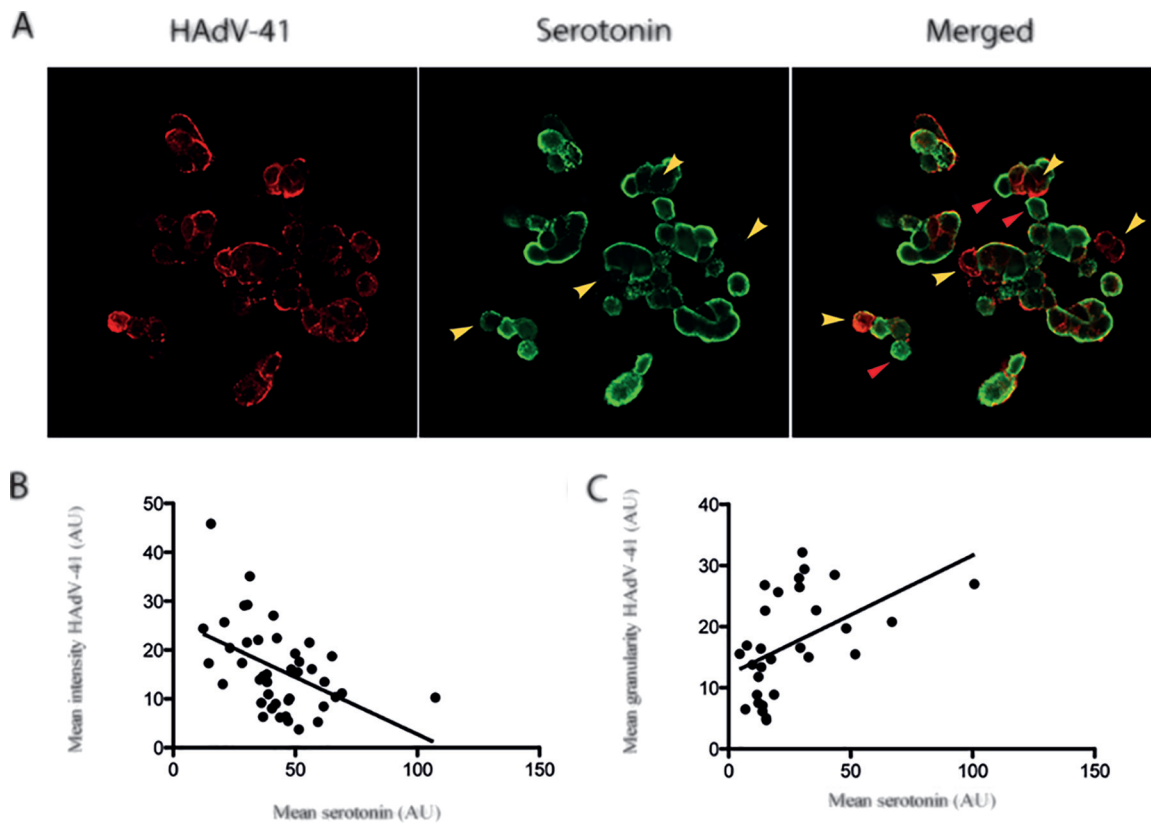 A
HAdV-41 Serotonin Merged
B
Mean intensity HAdV-41 (AU)
50
40
30
20
10
0
0 50 100 150
Mean serotonin (AU)
C
Mean granularity HAdV-41 (AU)
40
30
20
10
0
0 50 100 150
Mean serotonin (AU)